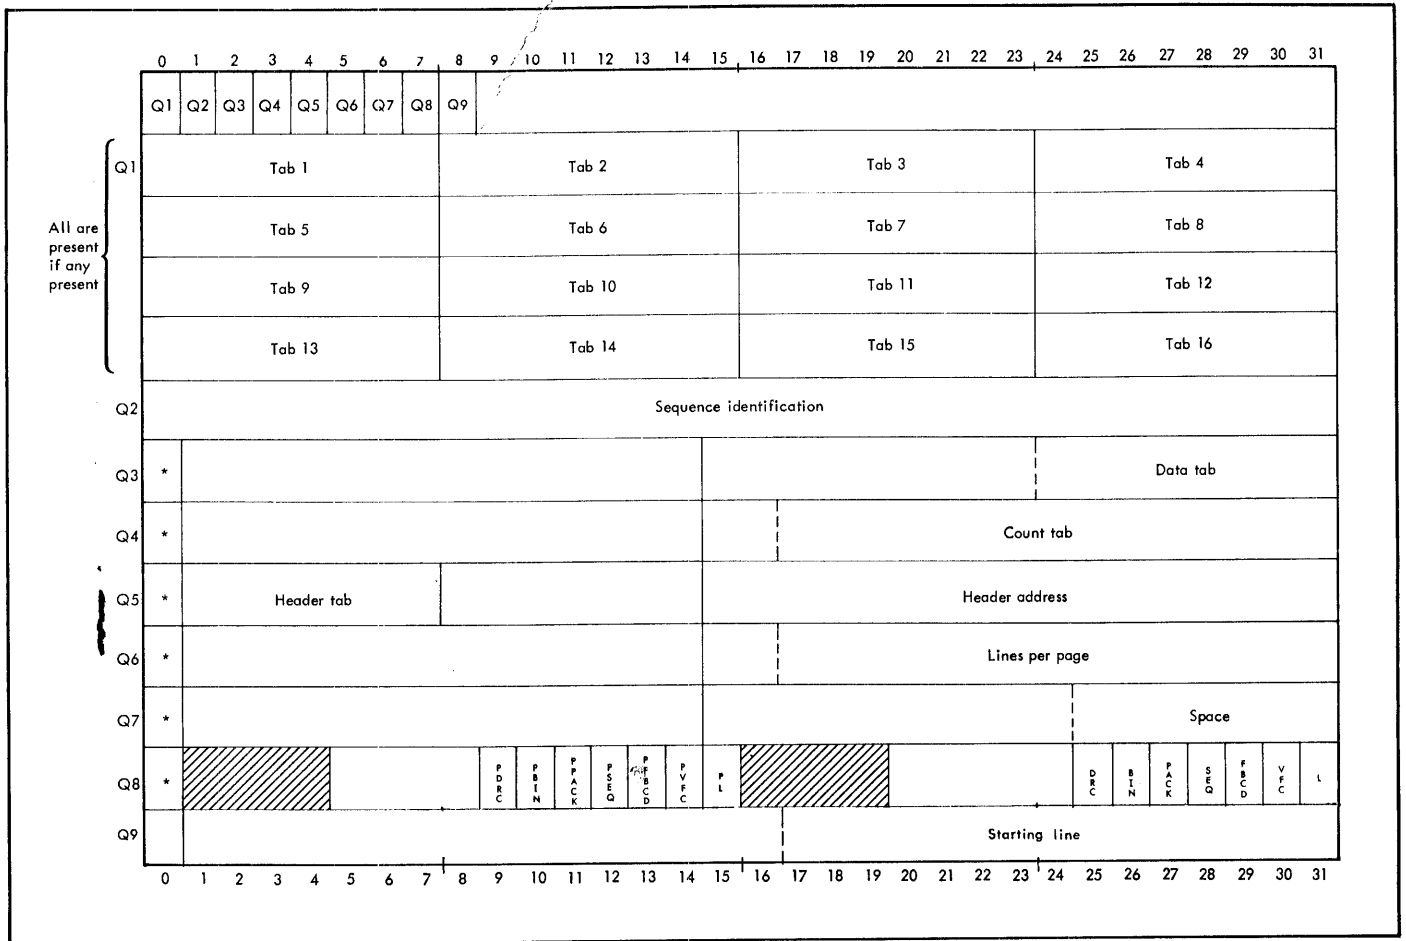 0 1 2 3 4 5 6 7 8 9 10 11 12 13 14 15 16 17 18 19 20 21 22 23 24 25 26 27 28 29 30 31
Q1 Q2 Q3 Q4 Q5 Q6 Q7 Q8 Q9
Q1 Tab 1 Tab 2 Tab 3 Tab 4
All are
present
if any
present
Tab 5 Tab 6 Tab 7 Tab 8
Tab 9 Tab 10 Tab 11 Tab 12
Tab 13 Tab 14 Tab 15 Tab 16
Q2 Sequence identification
Q3 * Data tab
Q4 * Count tab
Q5 * Header tab Header address
Q6 * Lines per page
Q7 * Space
Q8 * PDRC PBIN PPACK PSEQ PFBCD PVFC PL DRC BIN PACK SEQ FBCD VFC L
Q9 Starting line
0 1 2 3 4 5 6 7 8 9 10 11 12 13 14 15 16 17 18 19 20 21 22 23 24 25 26 27 28 29 30 31